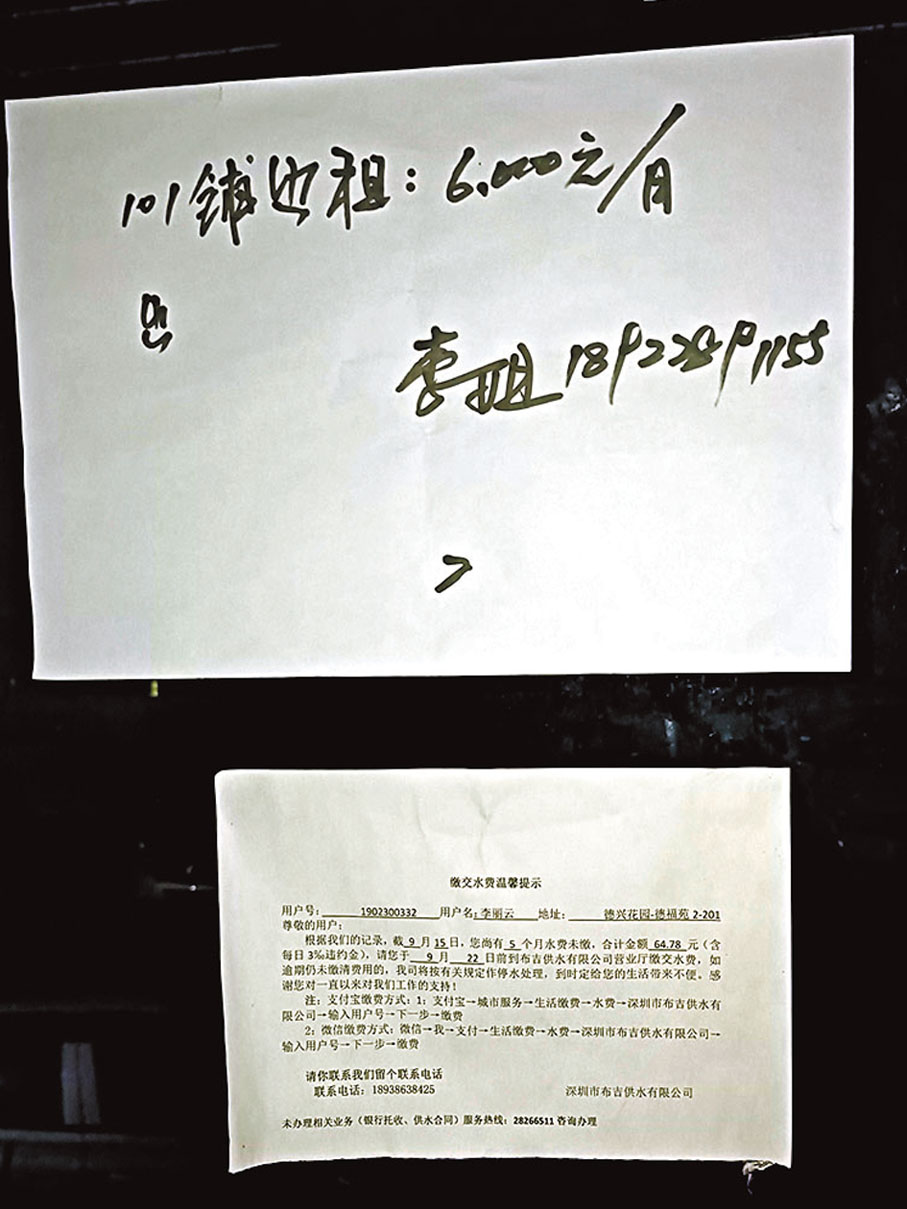 101铺出租：6,000元/月
李姐 18922891155
缴交水费温馨提示
用户号：1902300332 用户名：李丽云 地址：德兴花园-德福苑 2-201
尊敬的用户：
根据我们的记录，截 9 月 15 日，您尚有 5 个月水费未缴，合计金额 64.78 元（含
每日 3‰违约金），请您于 9 月 22 日前到布吉供水有限公司营业厅缴交水费，如
逾期仍未缴清费用的，我司将按有关规定作停水处理，到时定给您的生活带来不便。感
谢您对一直以来对我们工作的支持！
注：支付宝缴费方式：1：支付宝→城市服务→生活缴费→水费→深圳市布吉供水有
限公司→输入用户号→下一步→缴费
2：微信缴费方式：微信→我→支付→生活缴费→水费→深圳市布吉供水有限公司→
输入用户号→下一步→缴费
请你联系我们留个联系电话
联系电话：18938638425 深圳市布吉供水有限公司
未办理相关业务（银行托收、供水合同）服务热线：28266511 咨询办理